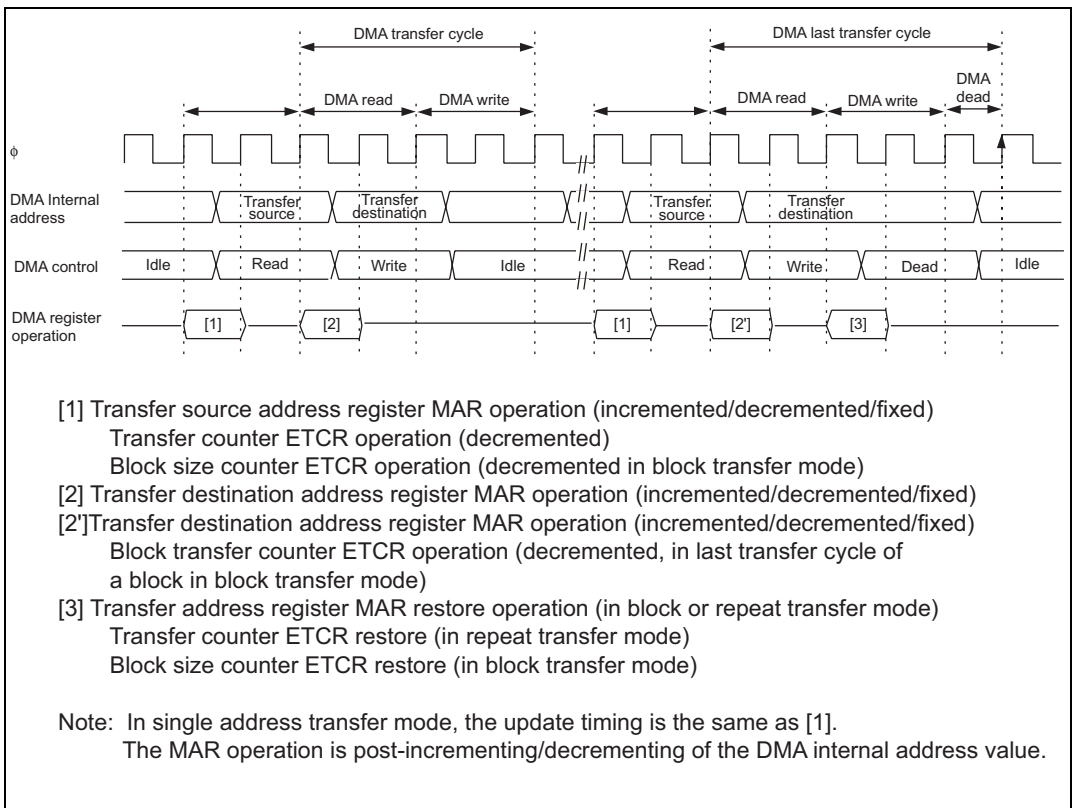 DMA transfer cycle DMA last transfer cycle
DMA read DMA write DMA read DMA write DMA dead
ϕ
DMA Internal address Transfer source Transfer destination Transfer source Transfer destination
DMA control Idle Read Write Idle Read Write Dead Idle
DMA register operation [1] [2] [1] [2'] [3]
[1] Transfer source address register MAR operation (incremented/decremented/fixed)
Transfer counter ETCR operation (decremented)
Block size counter ETCR operation (decremented in block transfer mode)
[2] Transfer destination address register MAR operation (incremented/decremented/fixed)
[2']Transfer destination address register MAR operation (incremented/decremented/fixed)
Block transfer counter ETCR operation (decremented, in last transfer cycle of
a block in block transfer mode)
[3] Transfer address register MAR restore operation (in block or repeat transfer mode)
Transfer counter ETCR restore (in repeat transfer mode)
Block size counter ETCR restore (in block transfer mode)
Note: In single address transfer mode, the update timing is the same as [1].
The MAR operation is post-incrementing/decrementing of the DMA internal address value.